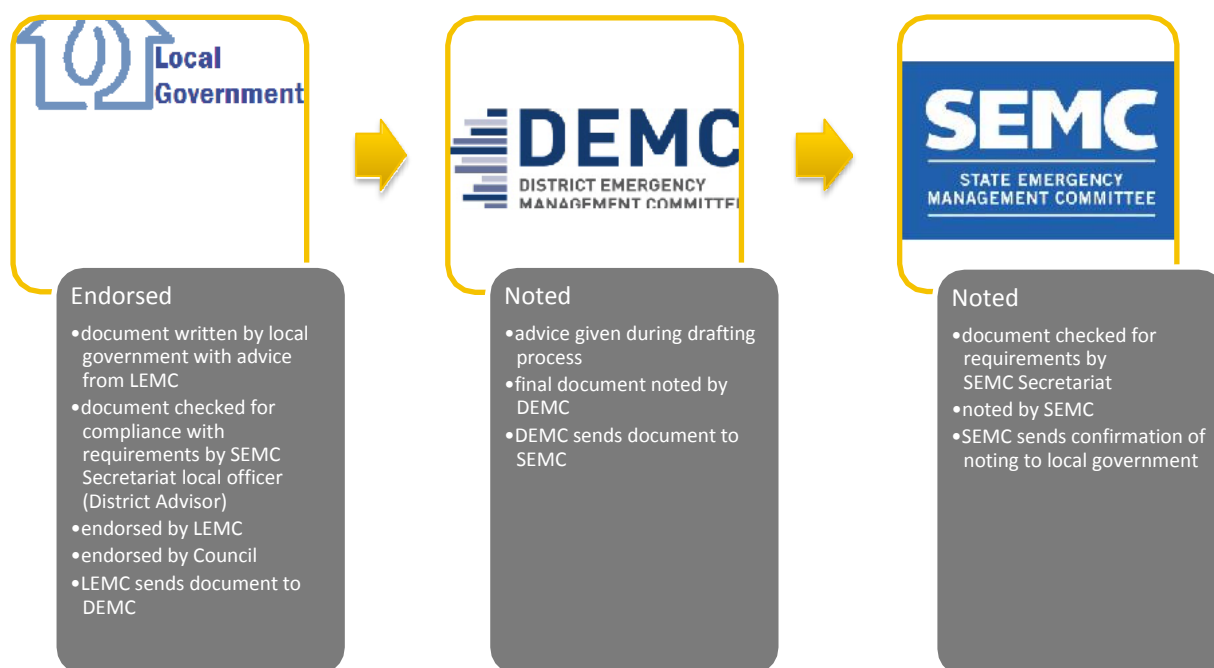 Local
Government
DEMC
DISTRICT EMERGENCY
MANAGEMENT COMMITTE
SEMC
STATE EMERGENCY
MANAGEMENT COMMITTEE
Endorsed
•document written by local
government with advice
from LEMC
•document checked for
compliance with
requirements by SEMC
Secretariat local officer
(District Advisor)
•endorsed by LEMC
•endorsed by Council
•LEMC sends document to
DEMC
Noted
•advice given during drafting
process
•final document noted by
DEMC
•DEMC sends document to
SEMC
Noted
•document checked for
requirements by
SEMC Secretariat
•noted by SEMC
•SEMC sends confirmation of
noting to local government